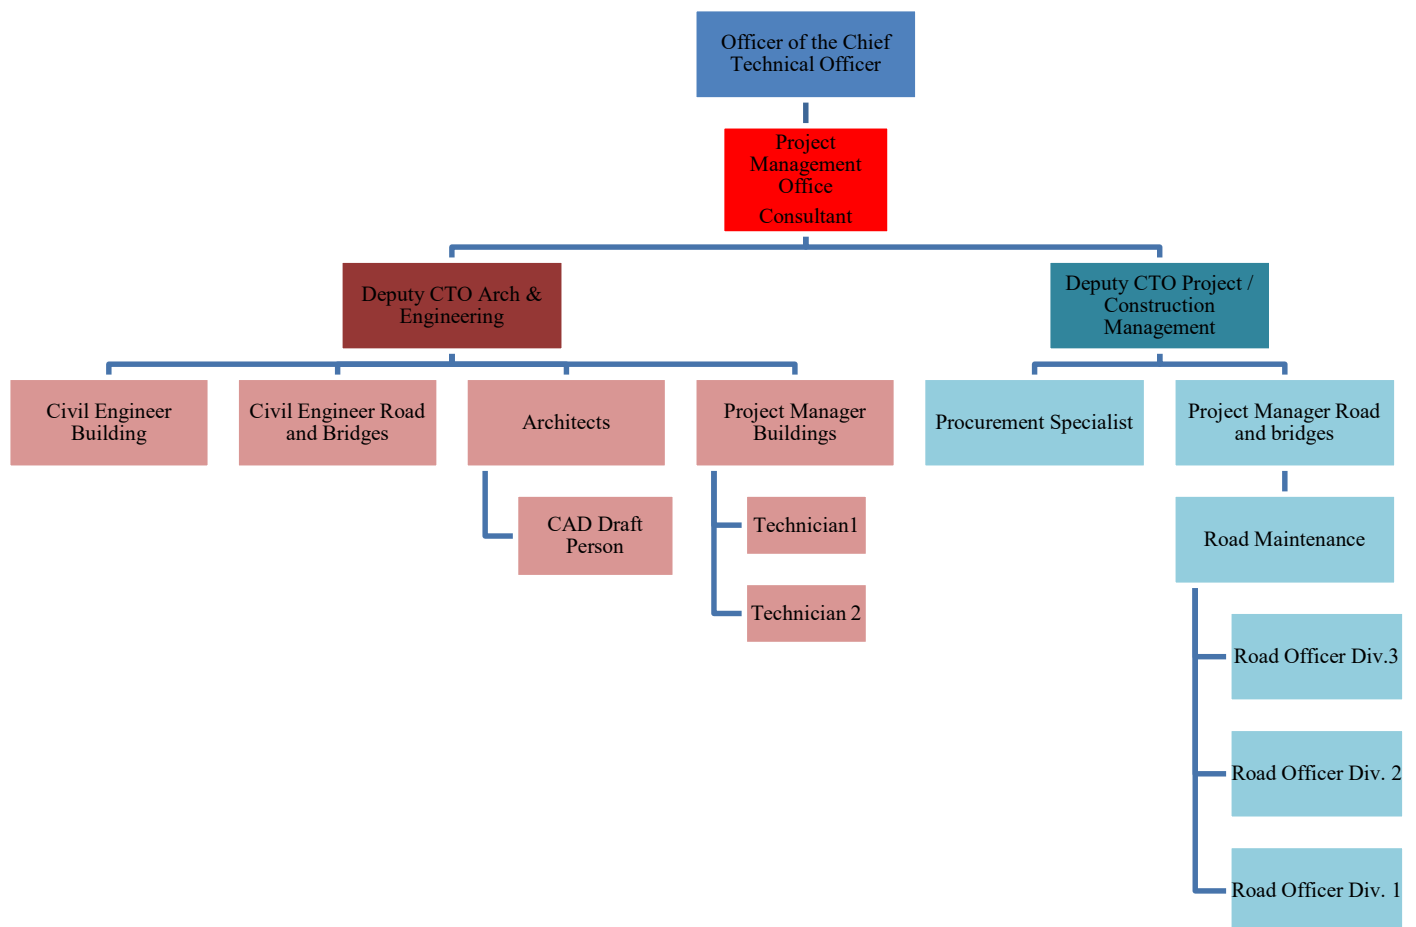 Officer of the Chief
Technical Officer
Project
Management
Office
Consultant
Deputy CTO Arch &
Engineering
Deputy CTO Project /
Construction
Management
Civil Engineer
Building
Civil Engineer Road
and Bridges
Architects
Project Manager
Buildings
Procurement Specialist
Project Manager Road
and bridges
CAD Draft
Person
Technician1
Technician 2
Road Maintenance
Road Officer Div.3
Road Officer Div. 2
Road Officer Div. 1